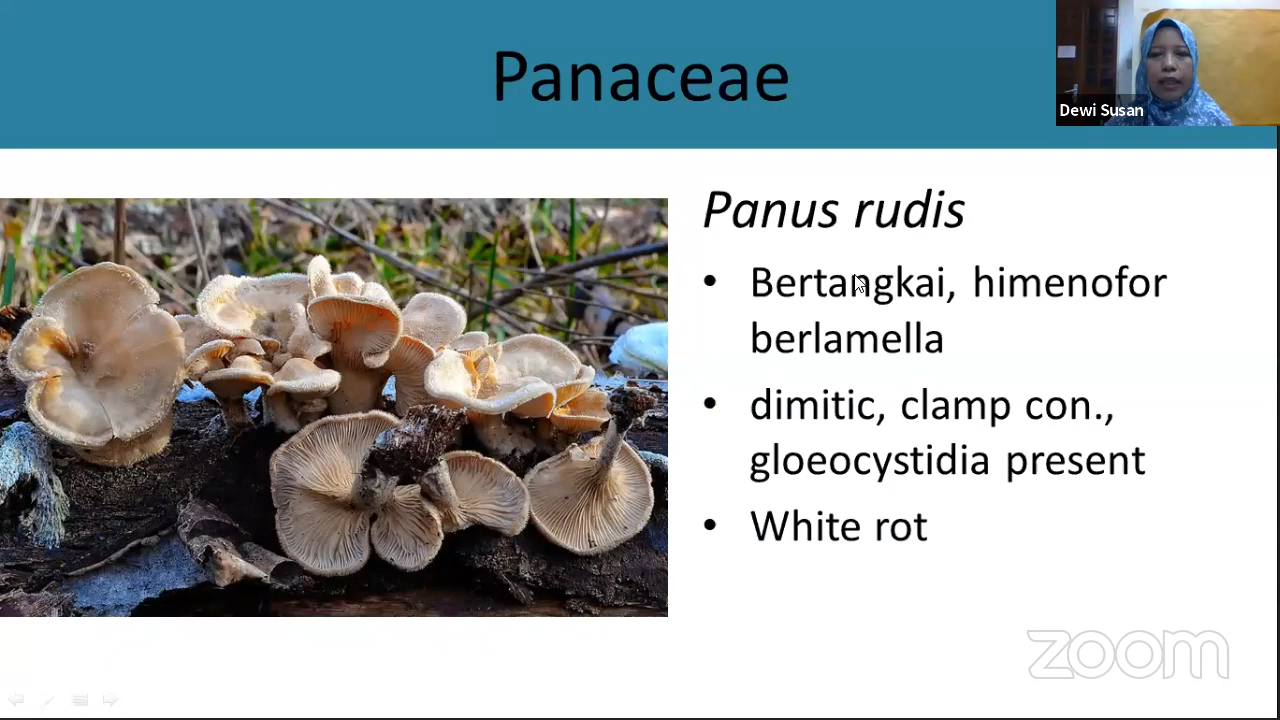 Panaceae
Dewi Susan
Panus rudis
• Bertangkai, himenofor
berlamella
• dimitic, clamp con.,
gloeocystidia present
• White rot
zoom